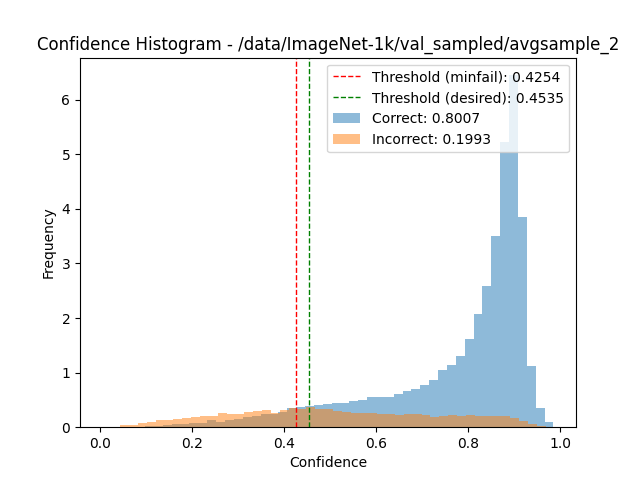 Confidence Histogram - /data/ImageNet-1k/val_sampled/avgsample_2
Threshold (minfail): 0.4254
Threshold (desired): 0.4535
Correct: 0.8007
Incorrect: 0.1993
Frequency
6
5
4
3
2
1
0
0.0 0.2 0.4 0.6 0.8 1.0
Confidence